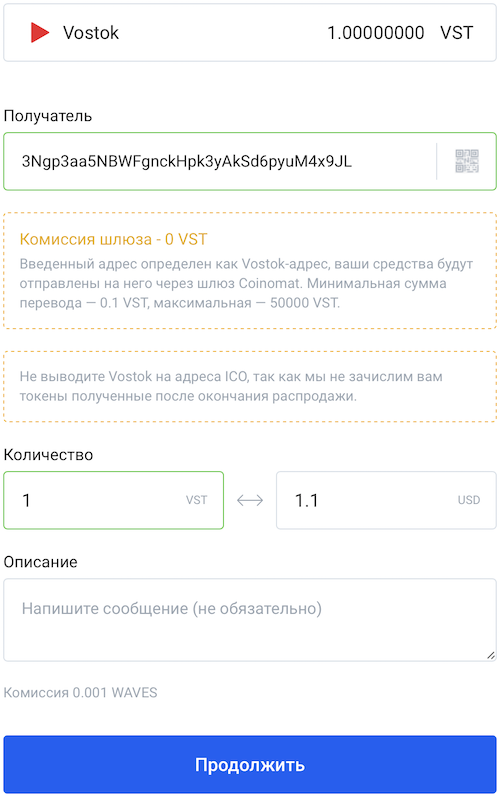 Vostok 1.00000000 VST
Получатель
3Ngp3aa5NBWFgnckHpk3yAkSd6pyuM4x9JL
Комиссия шлюза - 0 VST
Введенный адрес определен как Vostok-адрес, ваши средства будут
отправлены на него через шлюз Coinomat. Минимальная сумма
перевода — 0.1 VST, максимальная — 50000 VST.
Не выводите Vostok на адреса ICO, так как мы не зачислим вам
токены полученные после окончания распродажи.
Количество
1 VST 1.1 USD
Описание
Напишите сообщение (не обязательно)
Комиссия 0.001 WAVES
Продолжить